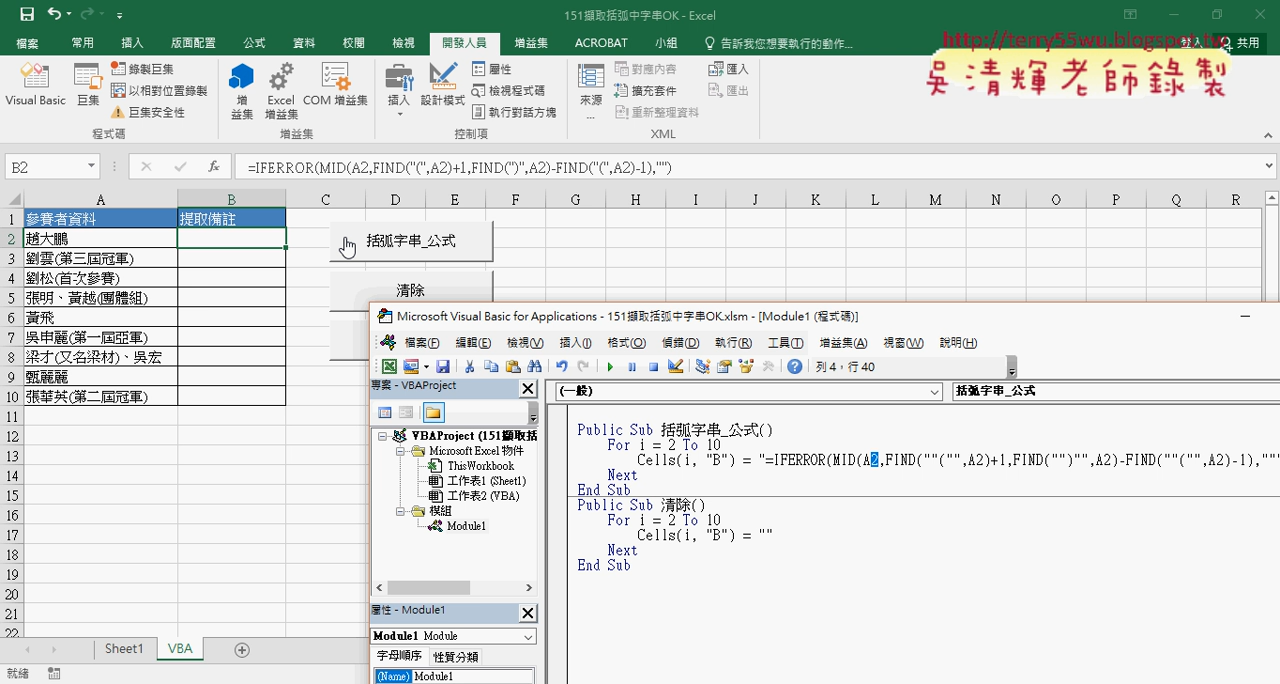 151擷取括弧中字串OK - Excel
檔案 常用 插入 版面配置 公式 資料 校閱 檢視 開發人員 增益集 ACROBAT 小組 告訴我您想要執行的動作... 登入 共用
http://terry55wu.blogspot.tw
吳清輝老師錄製
Visual Basic 巨集 錄製巨集 以相對位置錄製 巨集安全性 程式碼
增益集 Excel 增益集 COM 增益集 增益集
插入 設計模式 屬性 檢視程式碼 執行對話方塊 控制項
來源... 對應內容 擴充套件 重新整理資料 匯入 匯出 XML
B2 fx =IFERROR(MID(A2,FIND("(",A2)+1,FIND(")",A2)-FIND("(",A2)-1),"")
A B C D E F G H I J K L M N O P Q R
1 參賽者資料 提取備註
2 趙大鵬
3 劉雲(第三屆冠軍)
4 劉松(首次參賽)
5 張明、黃越(團體組)
6 黃飛
7 吳申麗(第一屆亞軍)
8 梁才(又名梁材)、吳宏
9 甄麗麗
10 張華英(第二屆冠軍)
11
12
13
14
15
16
17
18
19
20
21
22
括弧字串_公式
清除
Microsoft Visual Basic for Applications - 151擷取括弧中字串OK.xlsm - [Module1 (程式碼)]
檔案(F) 編輯(E) 檢視(V) 插入(I) 格式(O) 偵錯(D) 執行(R) 工具(T) 增益集(A) 視窗(W) 說明(H)
列 4，行 40
專案 - VBAProject
VBAProject (151擷取括
Microsoft Excel 物件
ThisWorkbook
工作表1 (Sheet1)
工作表2 (VBA)
模組
Module1
屬性 - Module1
Module1 Module
字母順序 性質分類
(Name) Module1
(一般) 括弧字串_公式
Public Sub 括弧字串_公式()
For i = 2 To 10
Cells(i, "B") = "=IFERROR(MID(A2,FIND(""("",A2)+1,FIND("")"",A2)-FIND(""("",A2)-1),"""
Next
End Sub
Public Sub 清除()
For i = 2 To 10
Cells(i, "B") = ""
Next
End Sub
Sheet1 VBA
就緒